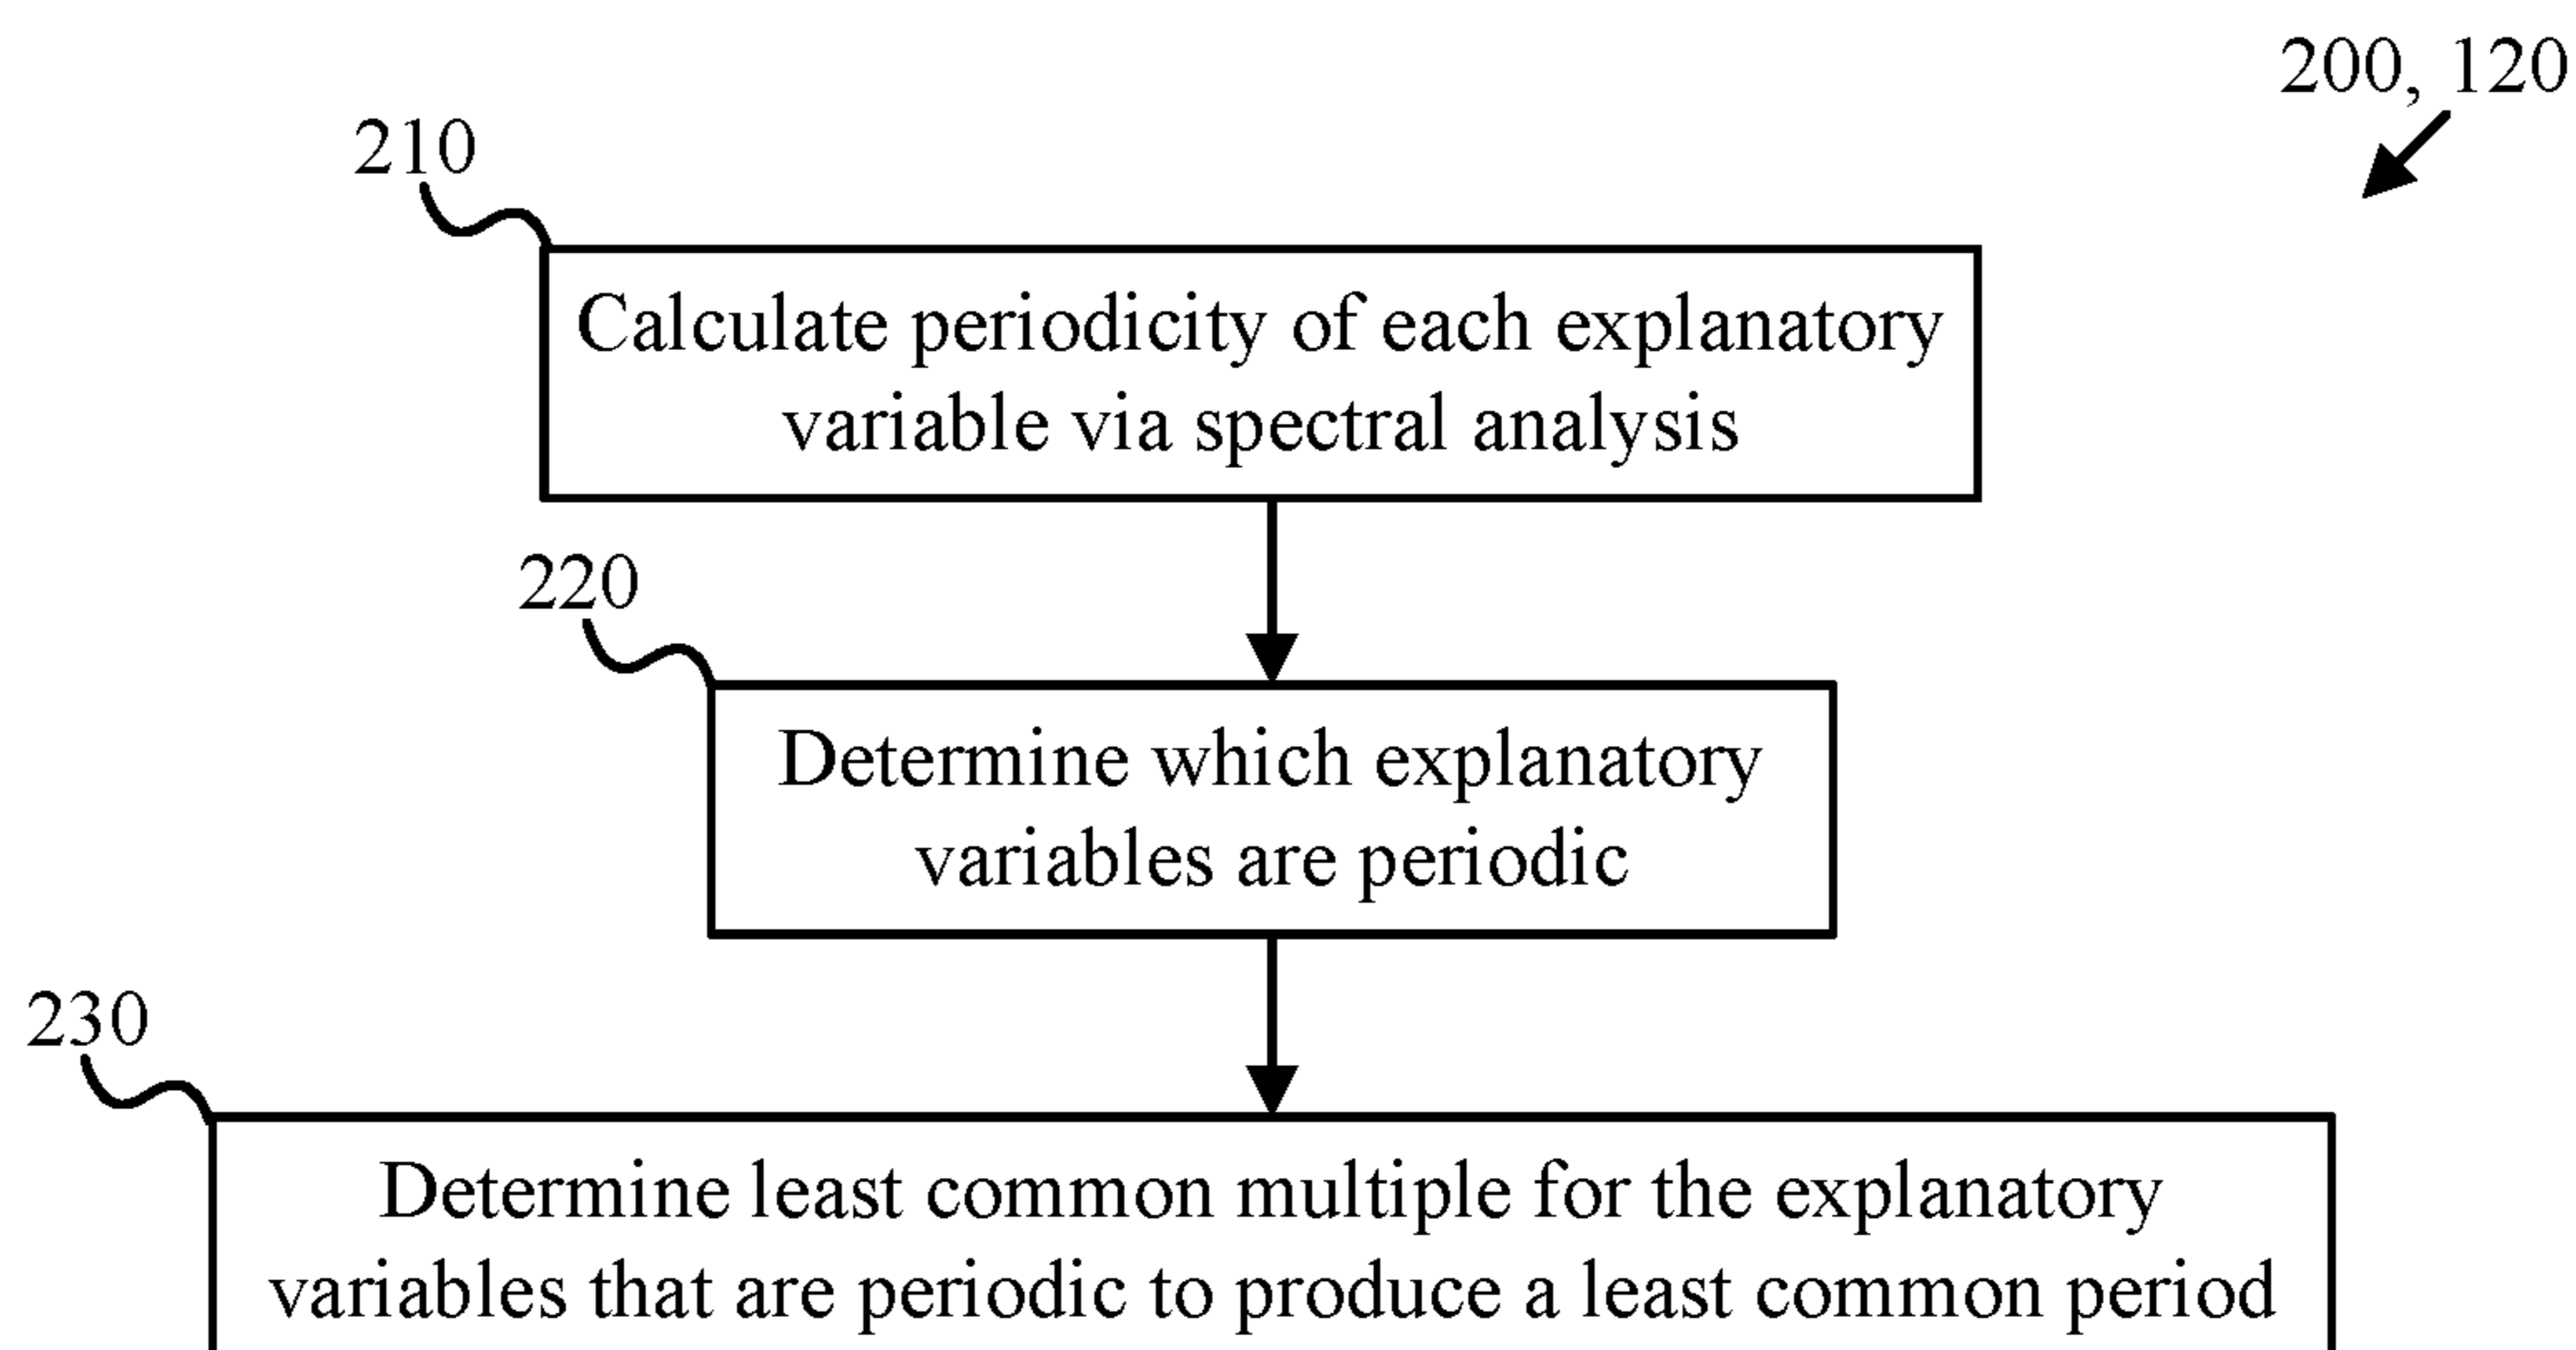 200, 120
210
Calculate periodicity of each explanatory
variable via spectral analysis
220
Determine which explanatory
variables are periodic
230
Determine least common multiple for the explanatory
variables that are periodic to produce a least common period